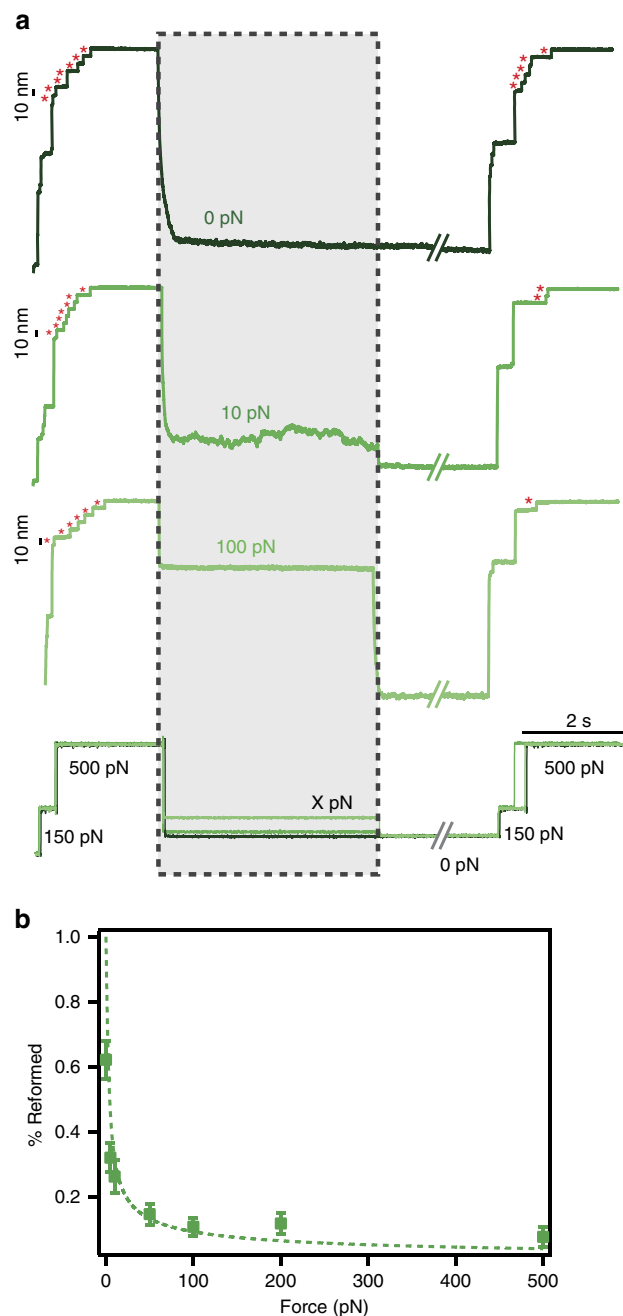 a
* * * * * *
* * * * *
10 nm
0 pN
* * * * * *
* *
10 nm
10 pN
* * * * * *
*
10 nm
100 pN
2 s
500 pN
X pN
500 pN
150 pN
150 pN
0 pN
b
1.0
0.8
0.6
0.4
0.2
% Reformed
0 100 200 300 400 500
Force (pN)